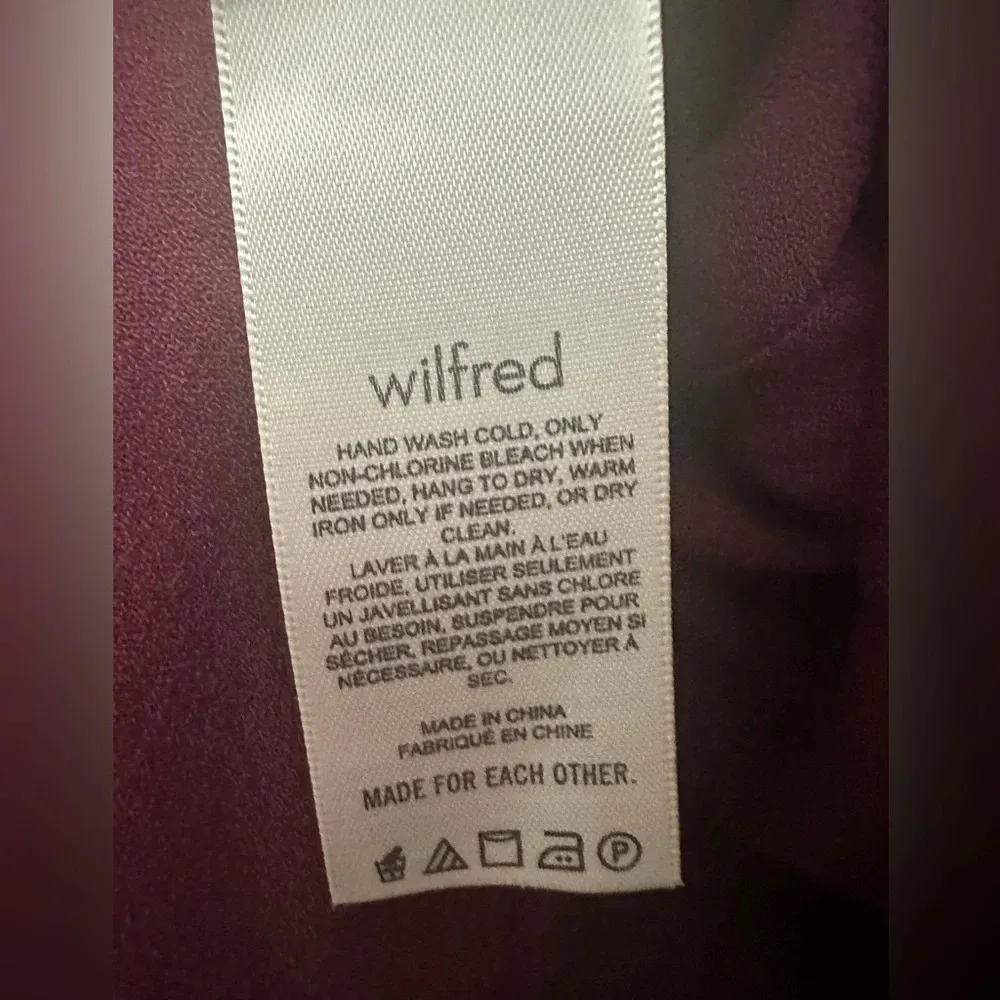 wilfred
HAND WASH COLD, ONLY
NON-CHLORINE BLEACH WHEN
NEEDED, HANG TO DRY, WARM
IRON ONLY IF NEEDED, OR DRY
CLEAN.
LAVER À LA MAIN À L'EAU
FROIDE, UTILISER SEULEMENT
UN JAVELLISANT SANS CHLORE
AU BESOIN, SUSPENDRE POUR
SÉCHER, REPASSAGE MOYEN SI
NÉCESSAIRE, OU NETTOYER À
SEC.
MADE IN CHINA
FABRIQUÉ EN CHINE
MADE FOR EACH OTHER.
P